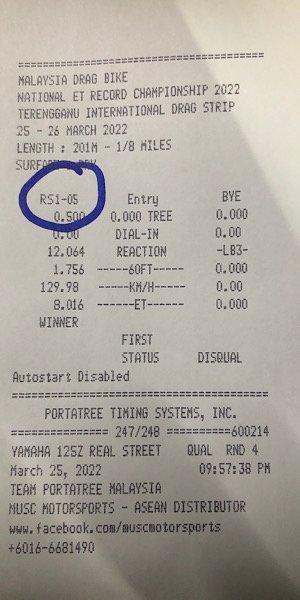 ==============================
MALAYSIA DRAG BIKE
NATIONAL ET RECORD CHAMPIONSHIP 2022
TERENGGANU INTERNATIONAL DRAG STRIP
25 - 26 MARCH 2022
LENGTH : 201M - 1/8 MILES
SURFACE : DRY
RS1-05 Entry BYE
0.500 0.000 TREE 0.000
0.00 DIAL-IN 0.00
12.064 REACTION -LB3-
1.756 ------60FT------ 0.000
129.98 ------KM/H----- 0.00
8.016 ------ET------- 0.000
WINNER
FIRST
STATUS DISQUAL
Autostart Disabled
==============================
PORTATREE TIMING SYSTEMS, INC.
=============== 247/248 ==========600214
YAMAHA 125Z REAL STREET QUAL RND 4
March 25, 2022 09:57:38 PM
TEAM PORTATREE MALAYSIA
MUSC MOTORSPORTS - ASEAN DISTRIBUTOR
www.facebook.com/muscmotorsports
+6016-6681490